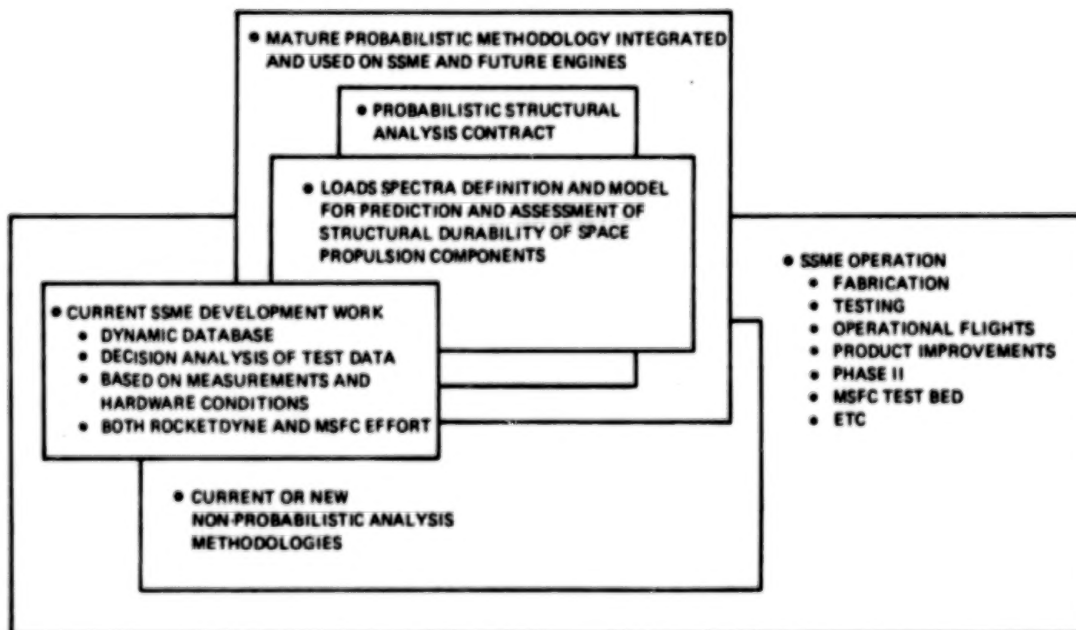 ● MATURE PROBABILISTIC METHODOLOGY INTEGRATED
AND USED ON SSME AND FUTURE ENGINES
● PROBABILISTIC STRUCTURAL
ANALYSIS CONTRACT
● LOADS SPECTRA DEFINITION AND MODEL
FOR PREDICTION AND ASSESSMENT OF
STRUCTURAL DURABILITY OF SPACE
PROPULSION COMPONENTS
● CURRENT SSME DEVELOPMENT WORK
● DYNAMIC DATABASE
● DECISION ANALYSIS OF TEST DATA
● BASED ON MEASUREMENTS AND
HARDWARE CONDITIONS
● BOTH ROCKETDYNE AND MSFC EFFORT
● SSME OPERATION
● FABRICATION
● TESTING
● OPERATIONAL FLIGHTS
● PRODUCT IMPROVEMENTS
● PHASE II
● MSFC TEST BED
● ETC
● CURRENT OR NEW
NON-PROBABILISTIC ANALYSIS
METHODOLOGIES